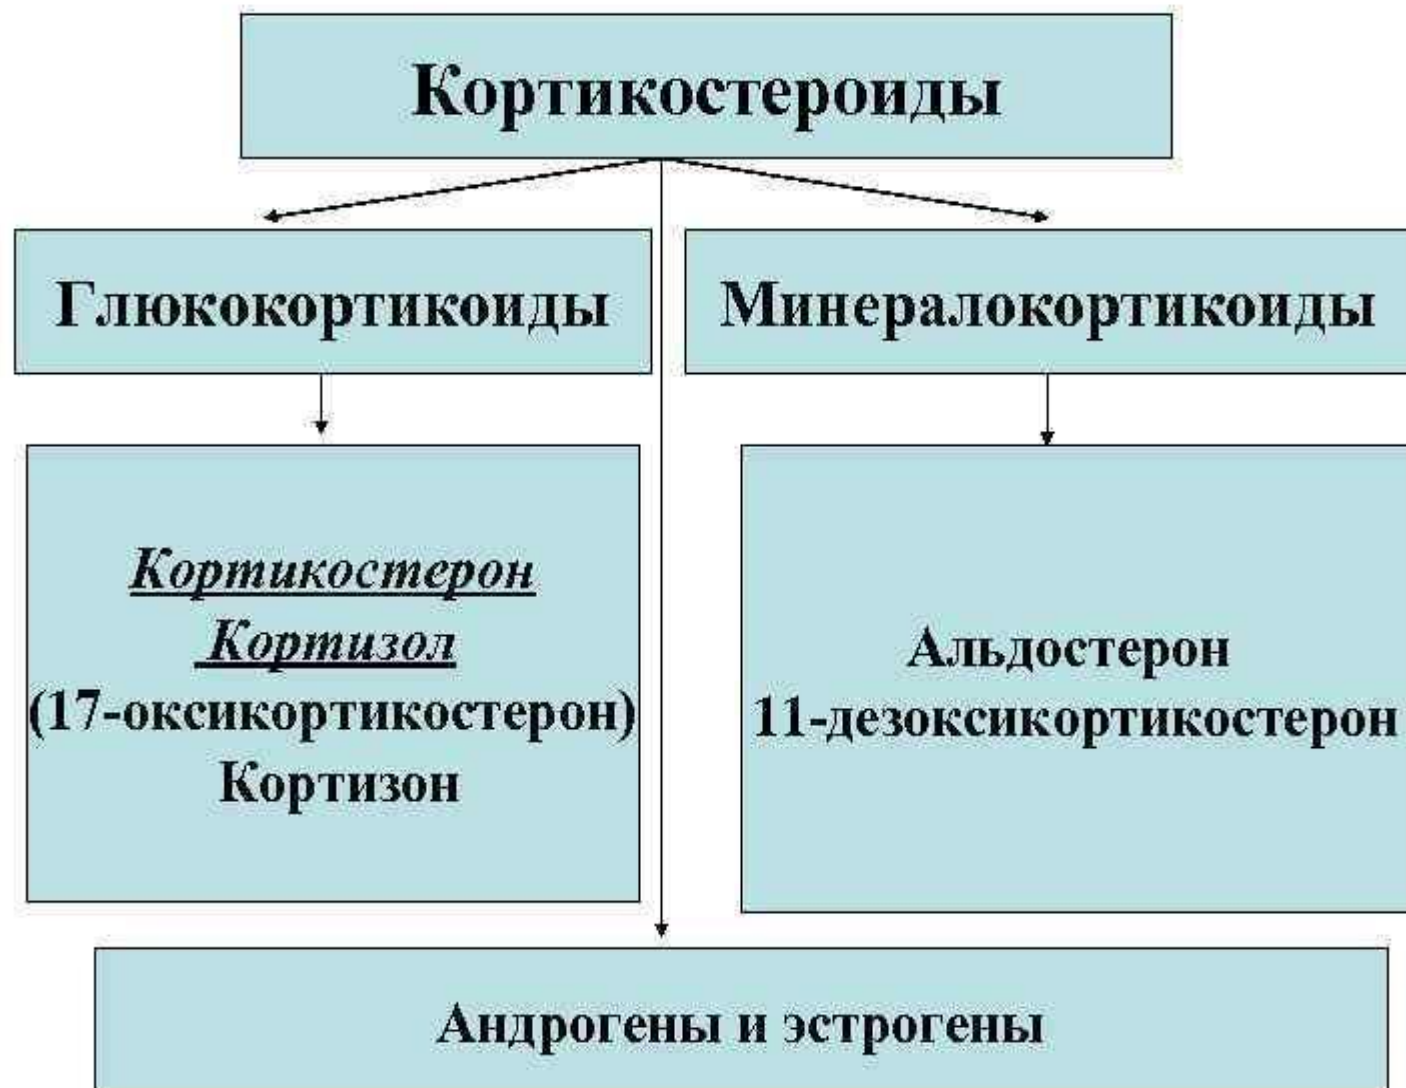 Кортикостероиды
Глюкокортикоиды
Минералокортикоиды
Кортикостерон
Кортизол
(17-оксикортикостерон)
Кортизон
Альдостерон
11-дезоксикортикостерон
Андрогены и эстрогены